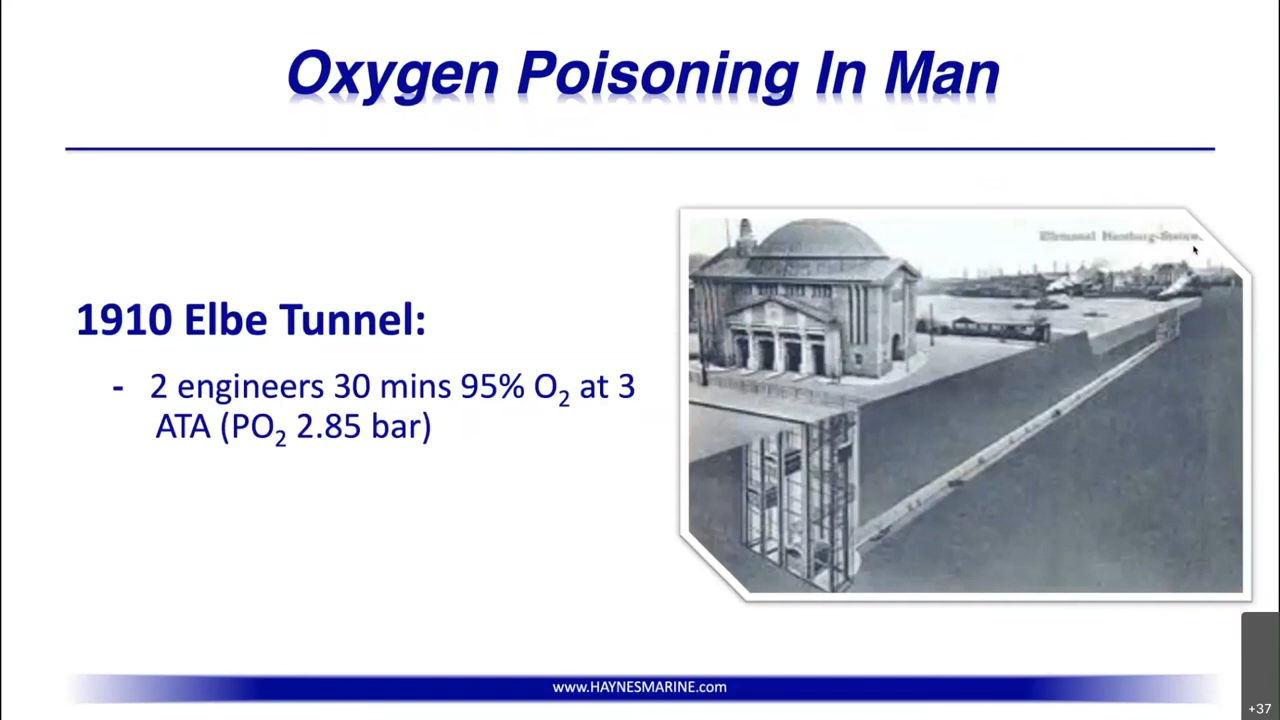 Oxygen Poisoning In Man
1910 Elbe Tunnel:
- 2 engineers 30 mins 95% O₂ at 3
ATA (PO₂ 2.85 bar)
www.HAYNESMARINE.com
+37